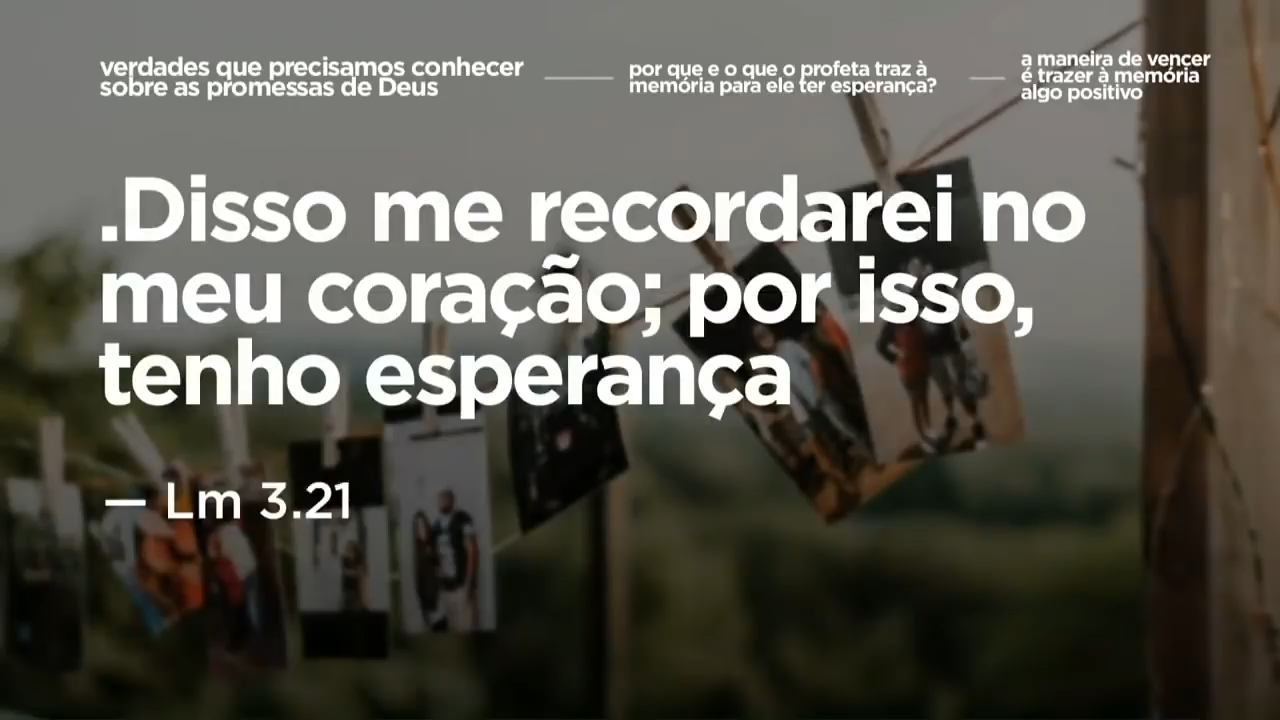 verdades que precisamos conhecer
sobre as promessas de Deus
por que e o que o profeta traz à
memória para ele ter esperança?
a maneira de vencer
é trazer à memória
algo positivo
.Disso me recordarei no
meu coração; por isso,
tenho esperança
— Lm 3.21